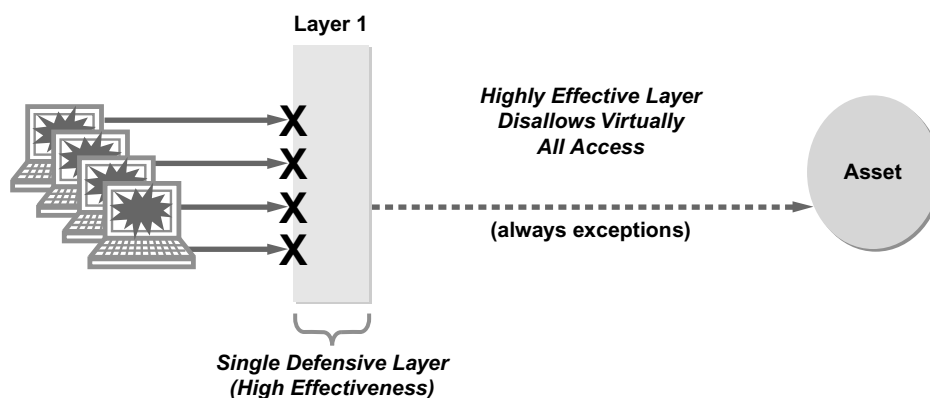 Layer 1
X
X
X
X
Highly Effective Layer
Disallows Virtually
All Access
Asset
(always exceptions)
Single Defensive Layer
(High Effectiveness)